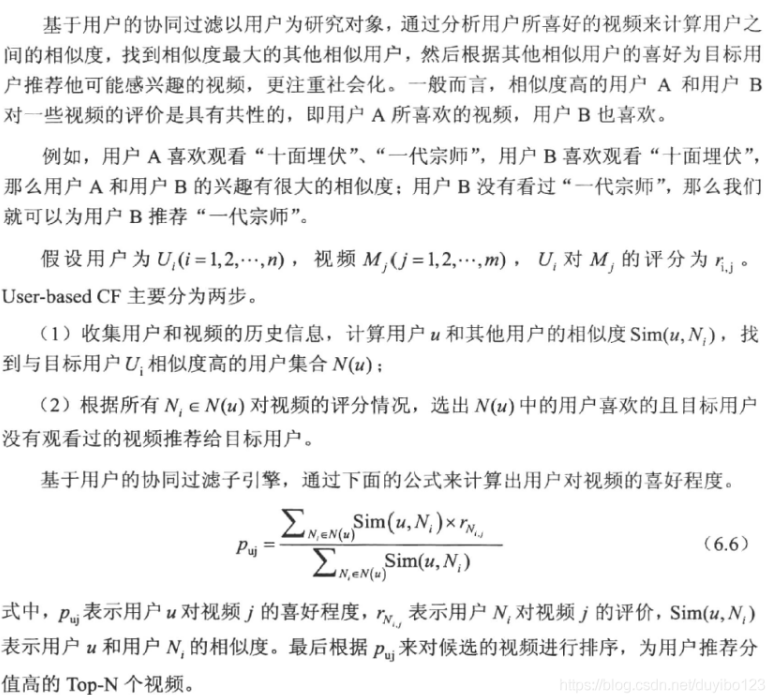 基于用户的协同过滤以用户为研究对象，通过分析用户所喜好的视频来计算用户之
间的相似度，找到相似度最大的其他相似用户，然后根据其他相似用户的喜好为目标用
户推荐他可能感兴趣的视频，更注重社会化。一般而言，相似度高的用户 A 和用户 B
对一些视频的评价是具有共性的，即用户 A 所喜欢的视频，用户 B 也喜欢。
例如，用户 A 喜欢观看“十面埋伏”、“一代宗师”，用户 B 喜欢观看“十面埋伏”，
那么用户 A 和用户 B 的兴趣有很大的相似度；用户 B 没有看过“一代宗师”，那么我们
就可以为用户 B 推荐“一代宗师”。
假设用户为 U_i(i=1,2,⋯,n)，视频 M_j(j=1,2,⋯,m)，U_i 对 M_j 的评分为 r_{i,j}。
User-based CF 主要分为两步。
（1）收集用户和视频的历史信息，计算用户 u 和其他用户的相似度 Sim(u,N_i)，找
到与目标用户 U_i 相似度高的用户集合 N(u)；
（2）根据所有 N_i∈N(u) 对视频的评分情况，选出 N(u) 中的用户喜欢的且目标用户
没有观看过的视频推荐给目标用户。
基于用户的协同过滤子引擎，通过下面的公式来计算出用户对视频的喜好程度。
p_{uj} = \frac{\sum_{N_i∈N(u)} Sim(u,N_i)×r_{N_{i,j}}}{\sum_{N_i∈N(u)} Sim(u,N_i)} （6.6）
式中，p_{uj} 表示用户 u 对视频 j 的喜好程度，r_{N_{i,j}} 表示用户 N_i 对视频 j 的评价，Sim(u,N_i)
表示用户 u 和用户 N_i 的相似度。最后根据 p_{uj} 来对候选的视频进行排序，为用户推荐分
值高的 Top-N 个视频。
https://blog.csdn.net/duyibo123